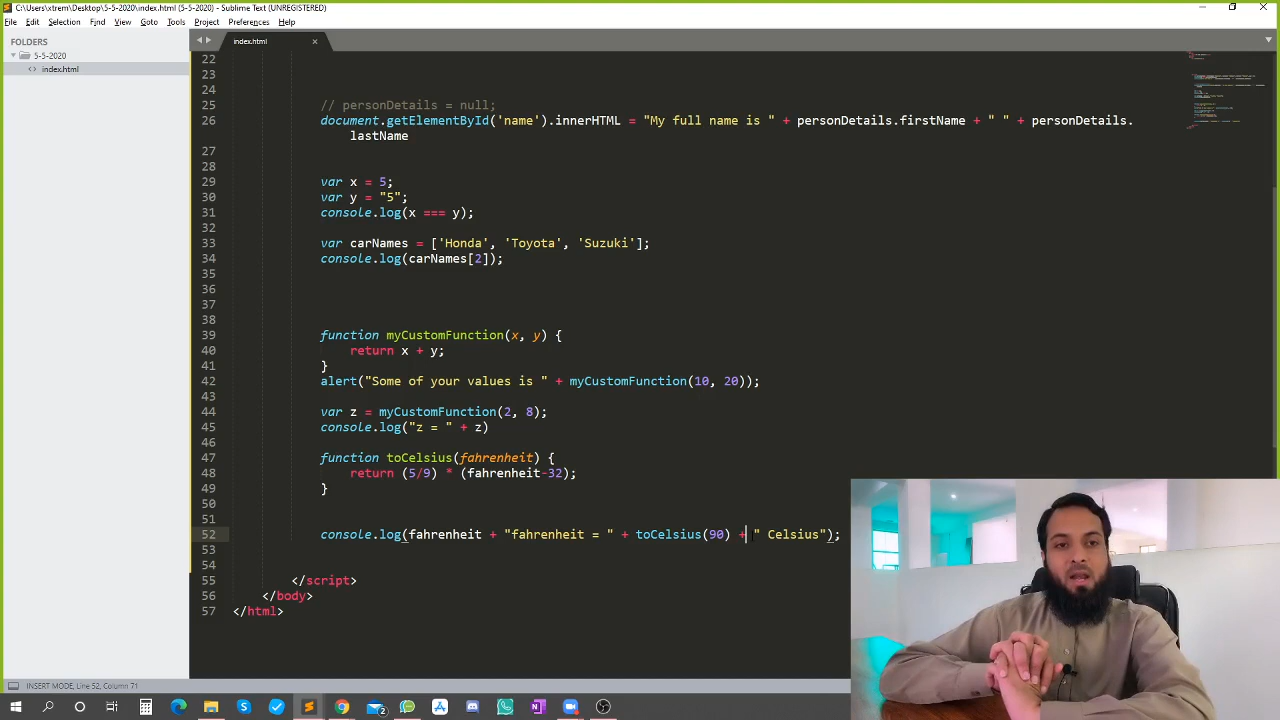 C:\Users\xtrem\Desktop\5-5-2020\index.html (5-5-2020) - Sublime Text (UNREGISTERED)
File Edit Selection Find View Goto Tools Project Preferences Help
FOLDERS
5-5-2020
index.html
index.html
22
23
24
25 // personDetails = null;
26 document.getElementById('name').innerHTML = "My full name is " + personDetails.firstName + " " + personDetails.
lastName
27
28
29 var x = 5;
30 var y = "5";
31 console.log(x === y);
32
33 var carNames = ['Honda', 'Toyota', 'Suzuki'];
34 console.log(carNames[2]);
35
36
37
38
39 function myCustomFunction(x, y) {
40 return x + y;
41 }
42 alert("Some of your values is " + myCustomFunction(10, 20));
43
44 var z = myCustomFunction(2, 8);
45 console.log("z = " + z)
46
47 function toCelsius(fahrenheit) {
48 return (5/9) * (fahrenheit-32);
49 }
50
51
52 console.log(fahrenheit + "fahrenheit = " + toCelsius(90) + " Celsius");
53
54
55 </script>
56 </body>
57 </html>
INSERT MODE, Line 52, Column 71